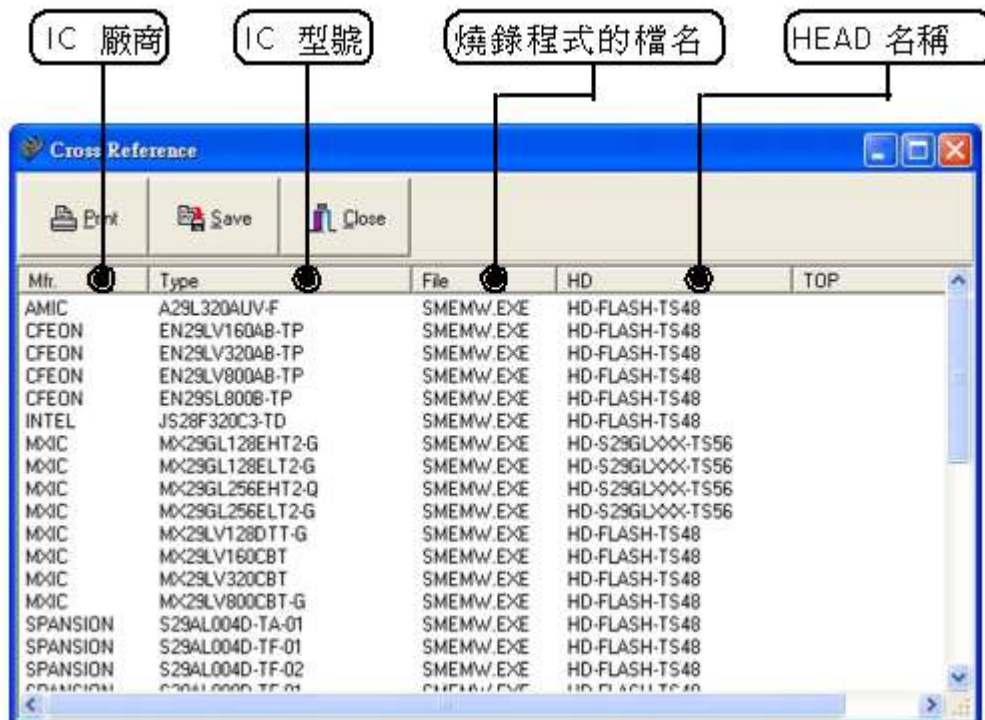 IC 廠商 IC 型號 燒錄程式的檔名 HEAD 名稱
Cross Reference
Print Save Close
Mfr. Type File HD TOP
AMIC A29L320AUV-F SMEMW.EXE HD-FLASH-TS48
CFEON EN29LV160AB-TP SMEMW.EXE HD-FLASH-TS48
CFEON EN29LV320AB-TP SMEMW.EXE HD-FLASH-TS48
CFEON EN29LV800AB-TP SMEMW.EXE HD-FLASH-TS48
CFEON EN29SL800B-TP SMEMW.EXE HD-FLASH-TS48
INTEL JS28F320C3-TD SMEMW.EXE HD-FLASH-TS48
MXIC MX29GL128EHT2-G SMEMW.EXE HD-S29GLXXX-TS56
MXIC MX29GL128ELT2-G SMEMW.EXE HD-S29GLXXX-TS56
MXIC MX29GL256EHT2-Q SMEMW.EXE HD-S29GLXXX-TS56
MXIC MX29GL256ELT2-G SMEMW.EXE HD-S29GLXXX-TS56
MXIC MX29LV128DTT-G SMEMW.EXE HD-FLASH-TS48
MXIC MX29LV160CBT SMEMW.EXE HD-FLASH-TS48
MXIC MX29LV320CBT SMEMW.EXE HD-FLASH-TS48
MXIC MX29LV800CBT-G SMEMW.EXE HD-FLASH-TS48
SPANSION S29AL004D-TA-01 SMEMW.EXE HD-FLASH-TS48
SPANSION S29AL004D-TF-01 SMEMW.EXE HD-FLASH-TS48
SPANSION S29AL004D-TF-02 SMEMW.EXE HD-FLASH-TS48